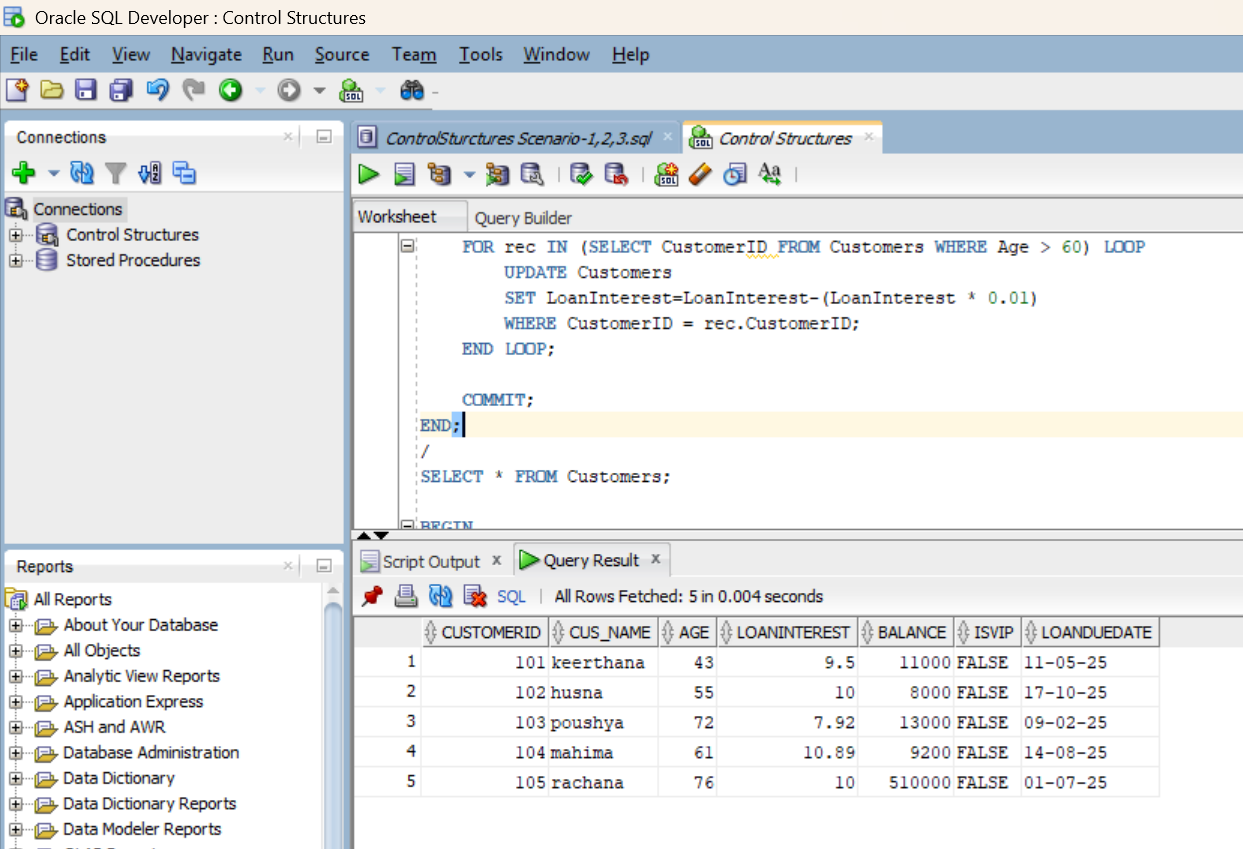 Oracle SQL Developer : Control Structures
File Edit View Navigate Run Source Team Tools Window Help
Connections
Connections
Control Structures
Stored Procedures
ControlSturctures Scenario-1,2,3.sql
Control Structures
Worksheet Query Builder
FOR rec IN (SELECT CustomerID FROM Customers WHERE Age > 60) LOOP
UPDATE Customers
SET LoanInterest=LoanInterest-(LoanInterest * 0.01)
WHERE CustomerID = rec.CustomerID;
END LOOP;
COMMIT;
END;
/
SELECT * FROM Customers;
BEGIN
Reports
All Reports
About Your Database
All Objects
Analytic View Reports
Application Express
ASH and AWR
Database Administration
Data Dictionary
Data Dictionary Reports
Data Modeler Reports
Script Output x Query Result x
SQL | All Rows Fetched: 5 in 0.004 seconds
CUSTOMERID CUS_NAME AGE LOANINTEREST BALANCE ISVIP LOANDUEDATE
1 101 keerthana 43 9.5 11000 FALSE 11-05-25
2 102 husna 55 10 8000 FALSE 17-10-25
3 103 poushya 72 7.92 13000 FALSE 09-02-25
4 104 mahima 61 10.89 9200 FALSE 14-08-25
5 105 rachana 76 10 510000 FALSE 01-07-25